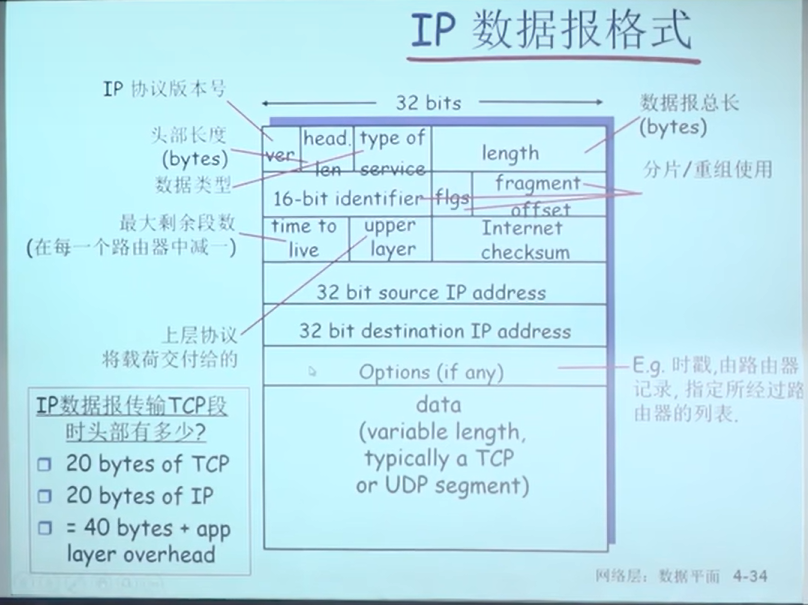 IP 数据报格式
IP 协议版本号
32 bits
数据报总长
(bytes)
头部长度
(bytes)
数据类型
ver
head.
len
type of
service
length
分片/重组使用
16-bit identifier
flgs
fragment
offset
最大剩余段数
(在每一个路由器中减一)
time to
live
upper
layer
Internet
checksum
32 bit source IP address
上层协议
将载荷交付给的
32 bit destination IP address
Options (if any)
E.g. 时戳,由路由器
记录, 指定所经过路
由器的列表.
data
(variable length,
typically a TCP
or UDP segment)
IP数据报传输TCP段
时头部有多少?
20 bytes of TCP
20 bytes of IP
= 40 bytes + app
layer overhead
网络层：数据平面 4-34